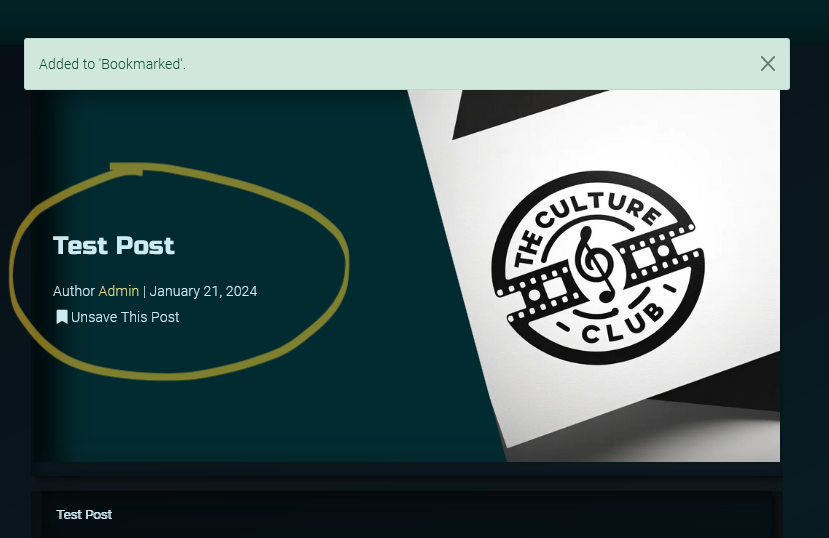 Added to 'Bookmarked'.
Test Post
Author Admin | January 21, 2024
Unsave This Post
THE CULTURE
CLUB
Test Post